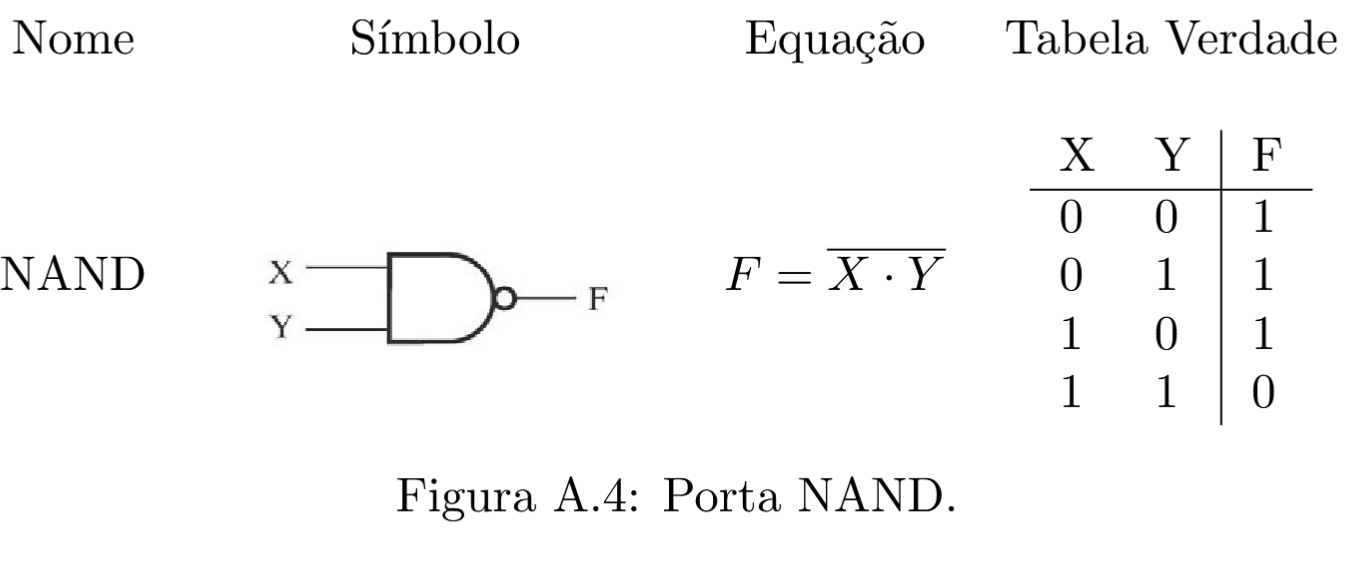 Nome Símbolo Equação Tabela Verdade
X Y F
0 0 1
NAND X Y F F = \overline{X · Y} 0 1 1
1 0 1
1 1 0
Figura A.4: Porta NAND.